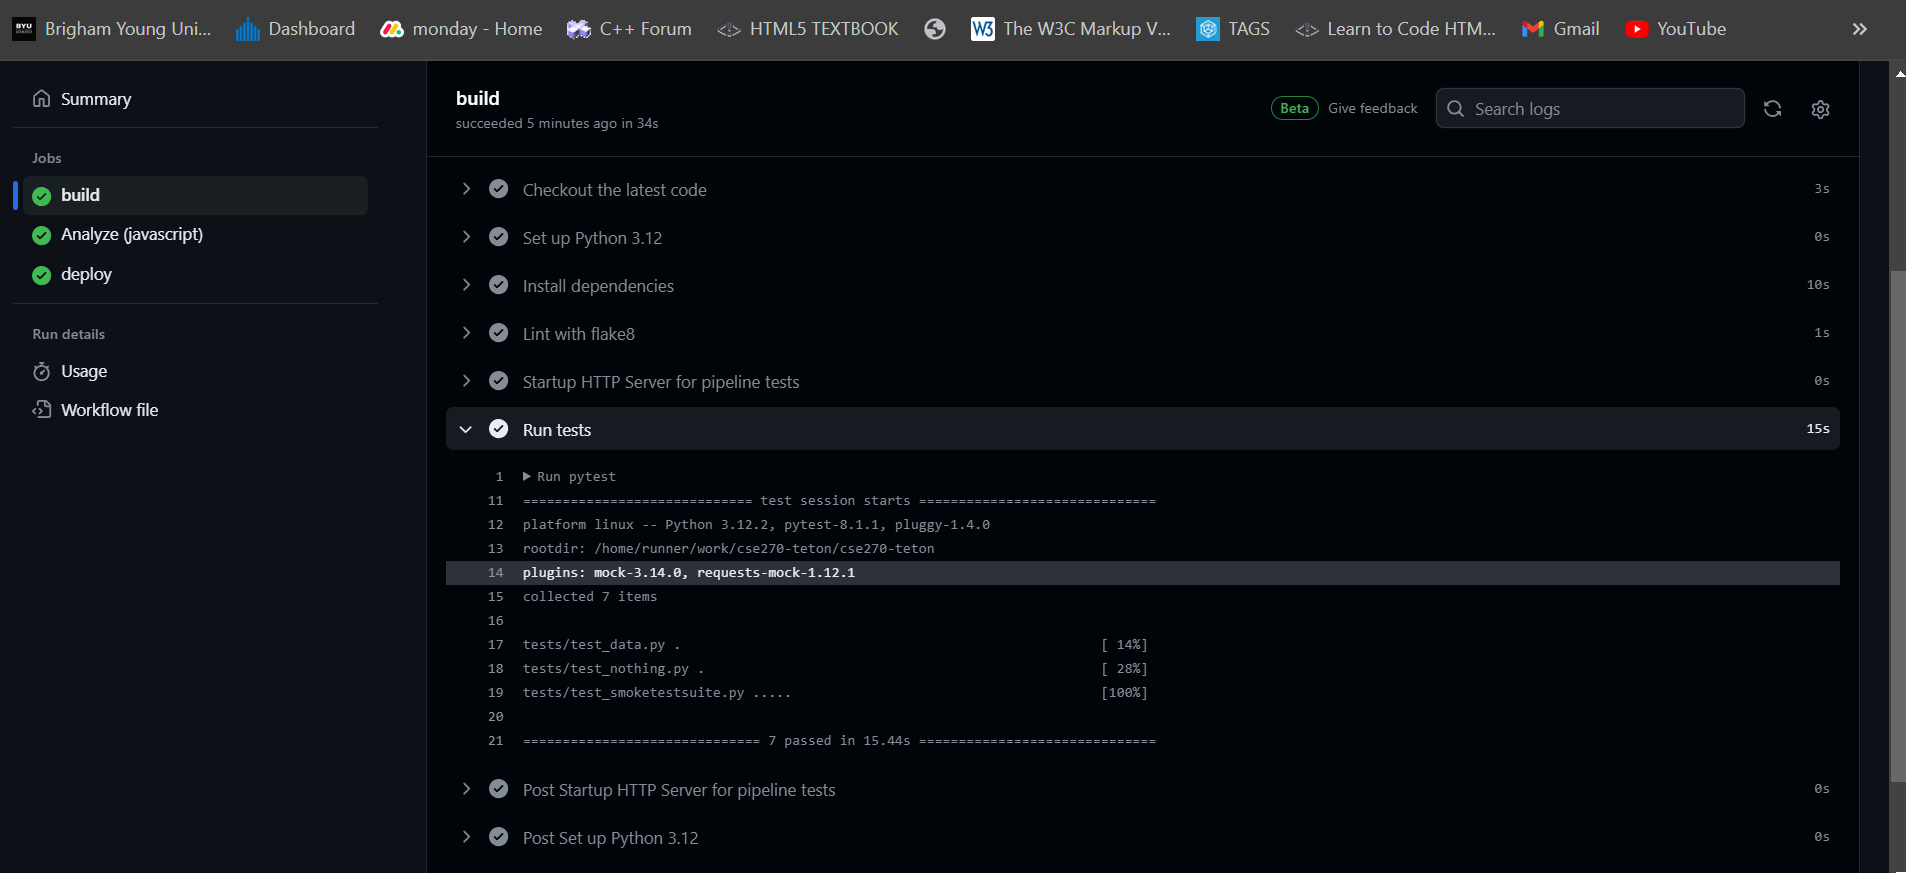 BYU IDAHO Brigham Young Uni... Dashboard monday - Home C++ Forum HTML5 TEXTBOOK W3 The W3C Markup V... TAGS Learn to Code HTM... Gmail YouTube
Summary
Jobs
build
Analyze (javascript)
deploy
Run details
Usage
Workflow file
build
succeeded 5 minutes ago in 34s
Beta Give feedback Search logs
Checkout the latest code 3s
Set up Python 3.12 0s
Install dependencies 10s
Lint with flake8 1s
Startup HTTP Server for pipeline tests 0s
Run tests 15s
1 ▶ Run pytest
11 ============================= test session starts ==============================
12 platform linux -- Python 3.12.2, pytest-8.1.1, pluggy-1.4.0
13 rootdir: /home/runner/work/cse270-teton/cse270-teton
14 plugins: mock-3.14.0, requests-mock-1.12.1
15 collected 7 items
16
17 tests/test_data.py . [ 14%]
18 tests/test_nothing.py . [ 28%]
19 tests/test_smoketestsuite.py ..... [100%]
20
21 ============================== 7 passed in 15.44s ==============================
Post Startup HTTP Server for pipeline tests 0s
Post Set up Python 3.12 0s